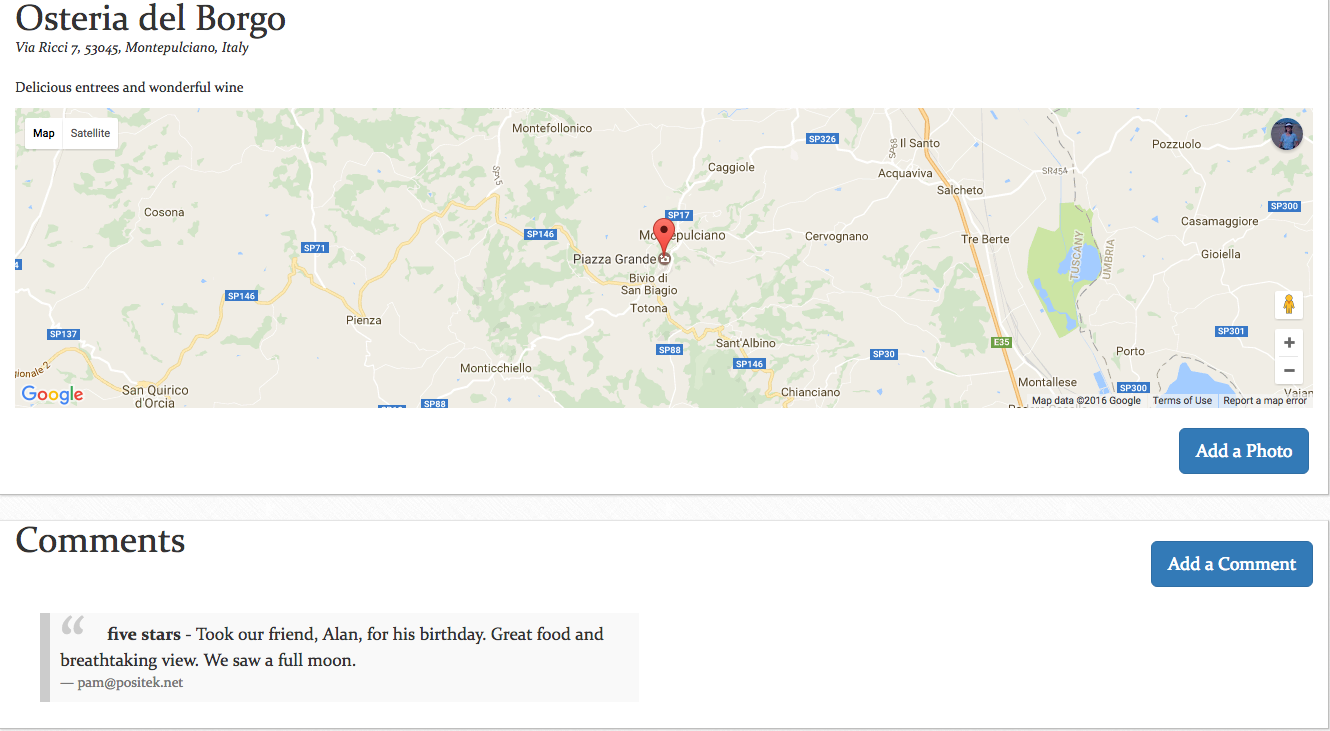 Osteria del Borgo
Via Ricci 7, 53045, Montepulciano, Italy
Delicious entrees and wonderful wine
Map Satellite
Montefollonico
SP326
SP68
Il Santo
Pozzuolo
Caggiole
Acquaviva
SR454
SP15
Salcheto
Cosona
SP17
SP300
Casamaggiore
SP146
Cervognano
Tre Berte
SP71
TUSCANY
UMBRIA
Gioiella
Piazza Grande
Bivio di
San Biagio
SP146
Totona
Pienza
SP137
SP301
Sant'Albino
E35
SP88
SP30
Porto
SP146
Monticchiello
Montallese
SP300
San Quirico
d'Orcia
Chianciano
SP88
Google
Map data ©2016 Google Terms of Use Report a map error
Add a Photo
Comments
Add a Comment
“ five stars - Took our friend, Alan, for his birthday. Great food and
breathtaking view. We saw a full moon.
— pam@positek.net